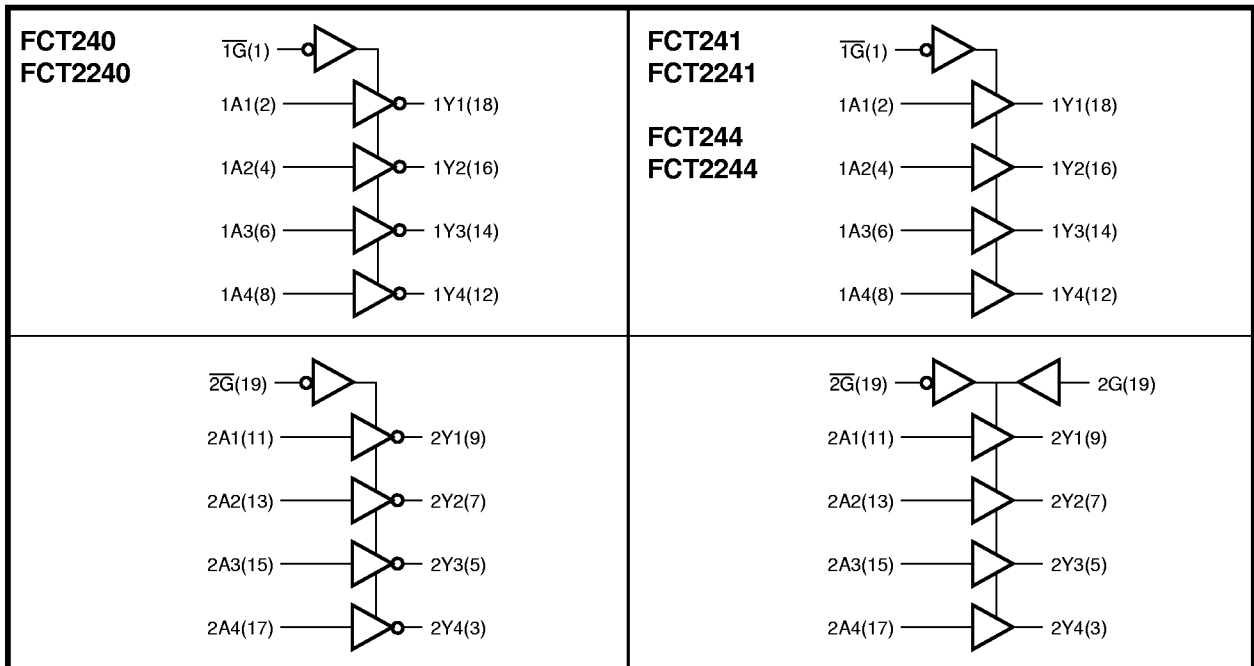 FCT240
FCT2240
1G(1)
1A1(2) 1Y1(18)
1A2(4) 1Y2(16)
1A3(6) 1Y3(14)
1A4(8) 1Y4(12)
FCT241
FCT2241
FCT244
FCT2244
1G(1)
1A1(2) 1Y1(18)
1A2(4) 1Y2(16)
1A3(6) 1Y3(14)
1A4(8) 1Y4(12)
2G(19)
2A1(11) 2Y1(9)
2A2(13) 2Y2(7)
2A3(15) 2Y3(5)
2A4(17) 2Y4(3)
2G(19) 2G(19)
2A1(11) 2Y1(9)
2A2(13) 2Y2(7)
2A3(15) 2Y3(5)
2A4(17) 2Y4(3)